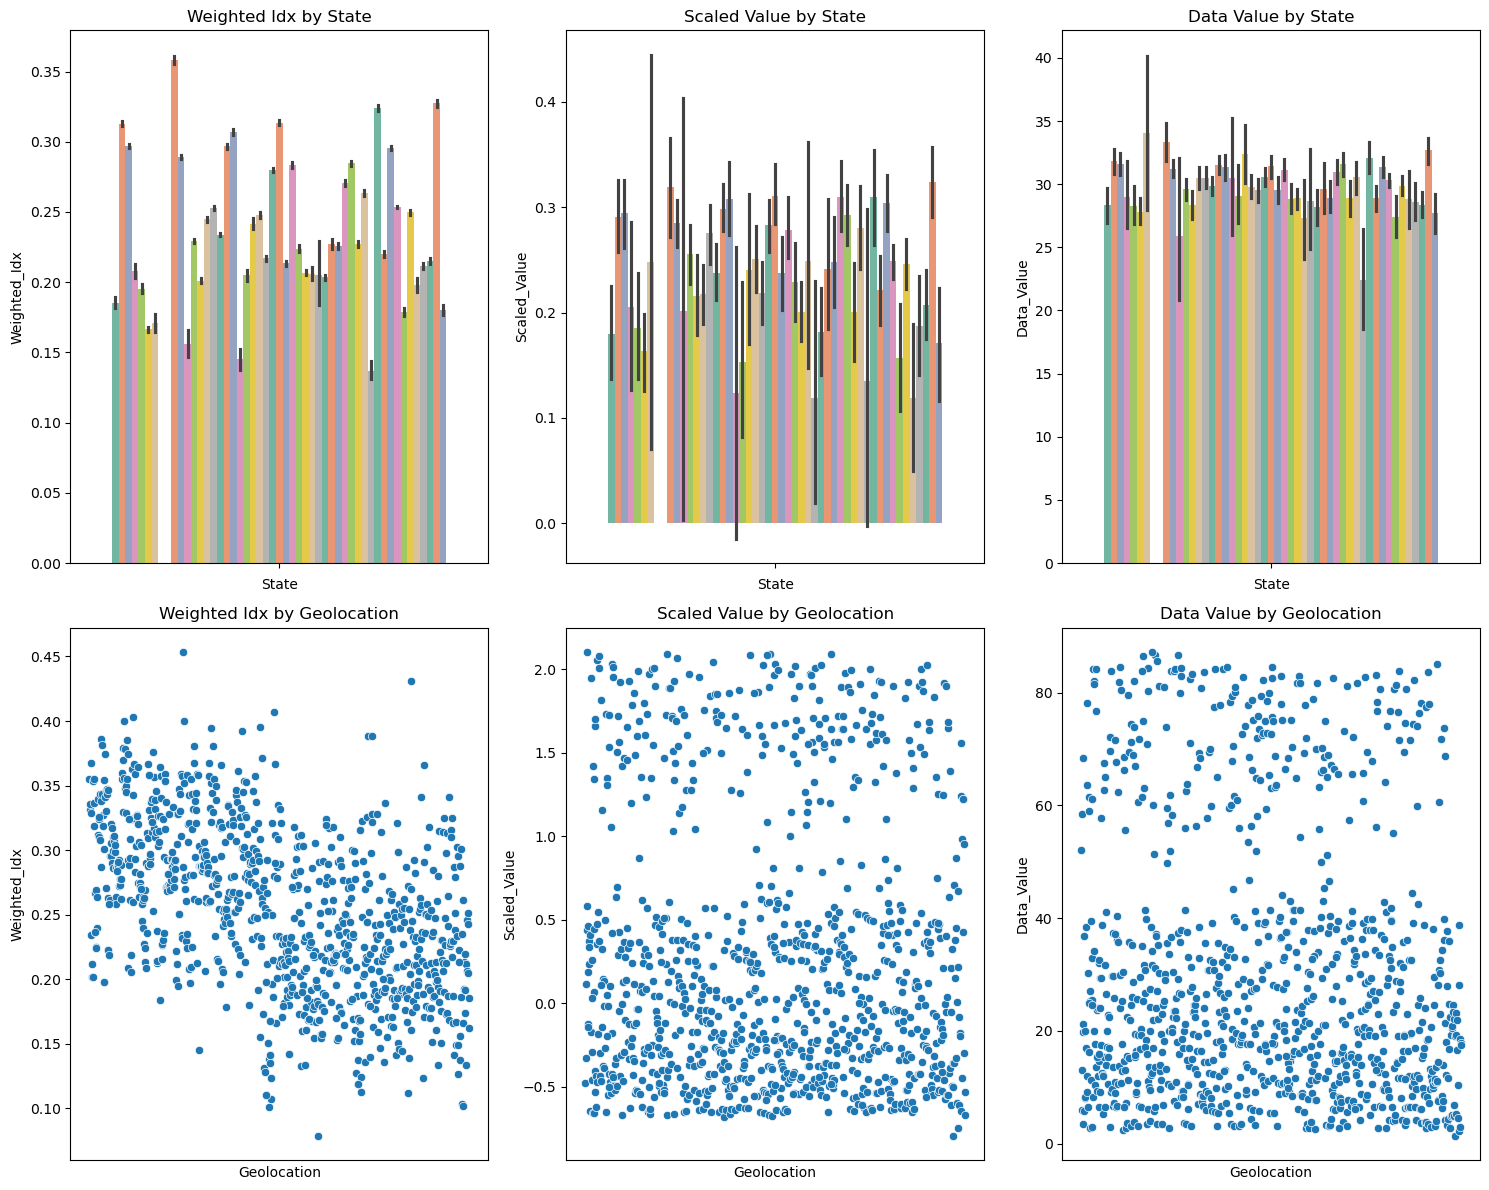 Weighted Idx by State
Weighted_Idx
0.35
0.30
0.25
0.20
0.15
0.10
0.05
0.00
State
Scaled Value by State
Scaled_Value
0.4
0.3
0.2
0.1
0.0
State
Data Value by State
Data_Value
40
35
30
25
20
15
10
5
0
State
Weighted Idx by Geolocation
Weighted_Idx
0.45
0.40
0.35
0.30
0.25
0.20
0.15
0.10
Geolocation
Scaled Value by Geolocation
Scaled_Value
2.0
1.5
1.0
0.5
0.0
−0.5
Geolocation
Data Value by Geolocation
Data_Value
80
60
40
20
0
Geolocation